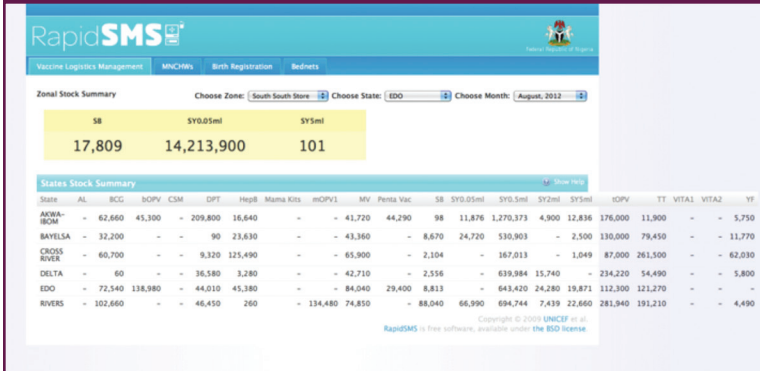 RapidSMS
Federal Republic of Nigeria
Vaccine Logistics Management MNCHWs Birth Registration Bednets
Zonal Stock Summary Choose Zone: South South Store Choose State: EDO Choose Month: August, 2012
SB SY0.05ml SY5ml
17,809 14,213,900 101
States Stock Summary Show Help
State AL BCG bOPV CSM DPT HepB Mama Kits mOPV1 MV Penta Vac SB SY0.05ml SY0.5ml SY2ml SY5ml tOPV TT VITA1 VITA2 YF
AKWA-IBOM - 62,660 45,300 - 209,800 16,640 - - 41,720 44,290 98 11,876 1,270,373 4,900 12,836 176,000 11,900 - - 5,750
BAYELSA - 32,200 - - 90 23,630 - - 43,360 - 8,670 24,720 530,903 - 2,500 130,000 79,450 - - 11,770
CROSS RIVER - 60,700 - - 9,320 125,490 - - 65,900 - 2,104 - 167,013 - 1,049 87,000 261,500 - - 62,030
DELTA - 60 - - 36,580 3,280 - - 42,710 - 2,556 - 639,984 15,740 - 234,220 54,490 - - 5,800
EDO - 72,540 138,980 - 44,010 45,380 - - 84,040 29,400 8,813 - 643,420 24,280 19,871 112,300 121,270 - - -
RIVERS - 102,660 - - 46,450 260 - 134,480 74,850 - 88,040 66,990 694,744 7,439 22,660 281,940 191,210 - - 4,490
Copyright © 2009 UNICEF et al.
RapidSMS is free software, available under the BSD license.